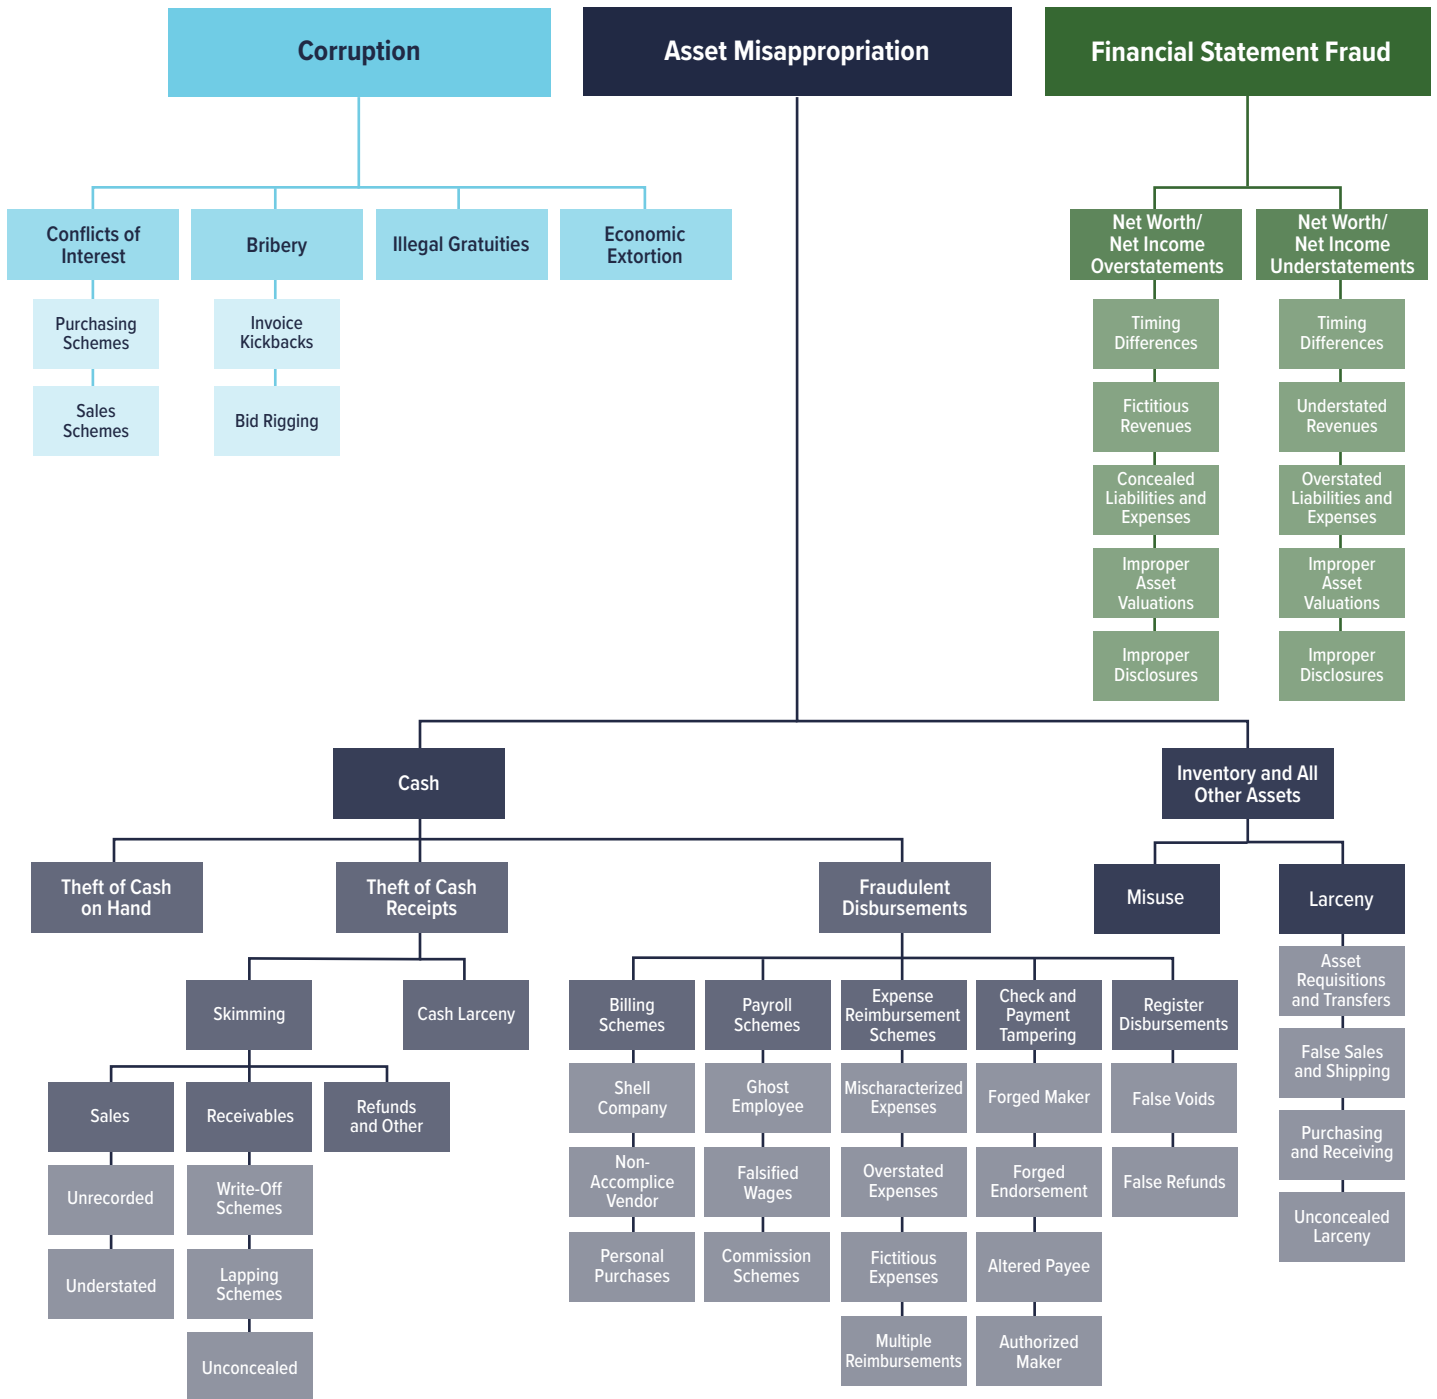 Corruption
Asset Misappropriation
Financial Statement Fraud
Conflicts of
Interest
Bribery
Illegal Gratuities
Economic
Extortion
Purchasing
Schemes
Sales
Schemes
Invoice
Kickbacks
Bid Rigging
Net Worth/
Net Income
Overstatements
Net Worth/
Net Income
Understatements
Timing
Differences
Fictitious
Revenues
Concealed
Liabilities and
Expenses
Improper
Asset
Valuations
Improper
Disclosures
Timing
Differences
Understated
Revenues
Overstated
Liabilities and
Expenses
Improper
Asset
Valuations
Improper
Disclosures
Cash
Inventory and All
Other Assets
Theft of Cash
on Hand
Theft of Cash
Receipts
Fraudulent
Disbursements
Misuse
Larceny
Skimming
Cash Larceny
Sales
Unrecorded
Understated
Receivables
Write-Off
Schemes
Lapping
Schemes
Unconcealed
Refunds
and Other
Billing
Schemes
Shell
Company
Non-
Accomplice
Vendor
Personal
Purchases
Payroll
Schemes
Ghost
Employee
Falsified
Wages
Commission
Schemes
Expense
Reimbursement
Schemes
Mischaracterized
Expenses
Overstated
Expenses
Fictitious
Expenses
Multiple
Reimbursements
Check and
Payment
Tampering
Forged Maker
Forged
Endorsement
Altered Payee
Authorized
Maker
Register
Disbursements
False Voids
False Refunds
Asset
Requisitions
and Transfers
False Sales
and Shipping
Purchasing
and Receiving
Unconcealed
Larceny